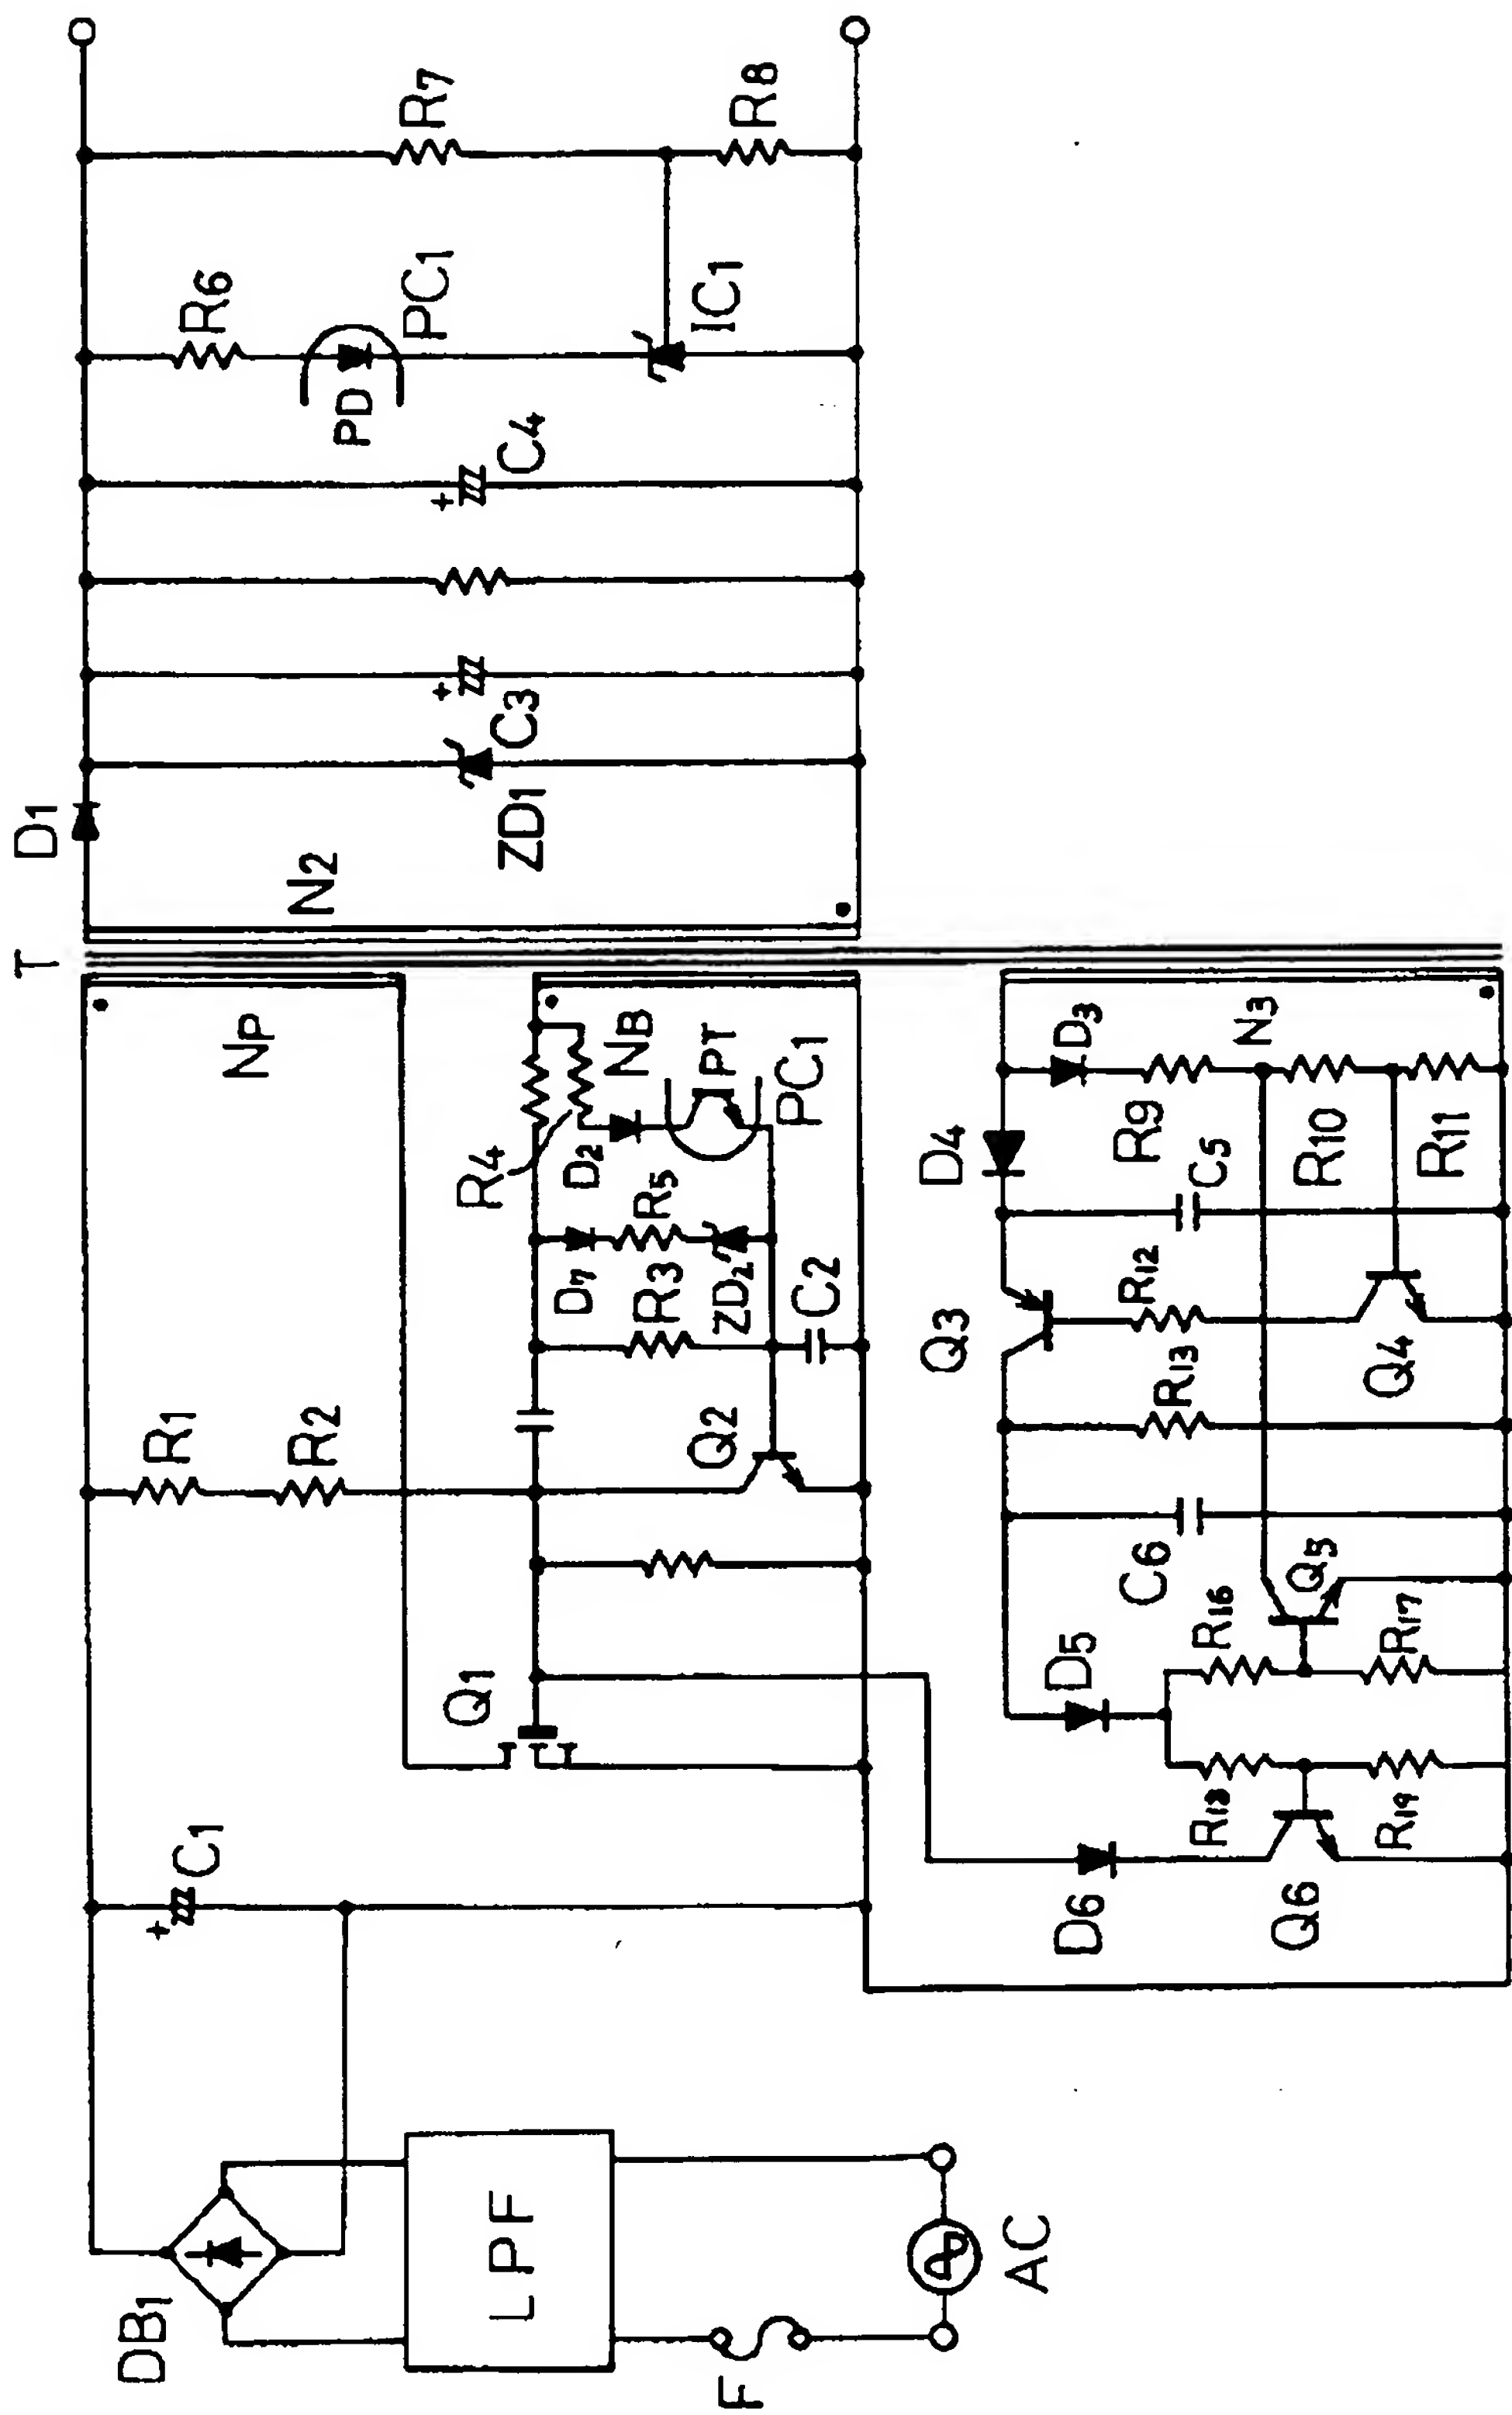 D1
T
R7
R8
R6
PC1
PD
IC1
+
C4
+
C3
ZD1
N2
NP
NB
PT
PC1
R4
D2
R5
D7
R3
ZD2
C2
R1
R2
Q2
Q1
C1
+
D3
N3
D4
R9
C5
R10
R11
R12
Q3
R13
Q4
C6
Q5
R16
R17
D5
R18
R19
D6
Q6
DB1
LPF
F
AC